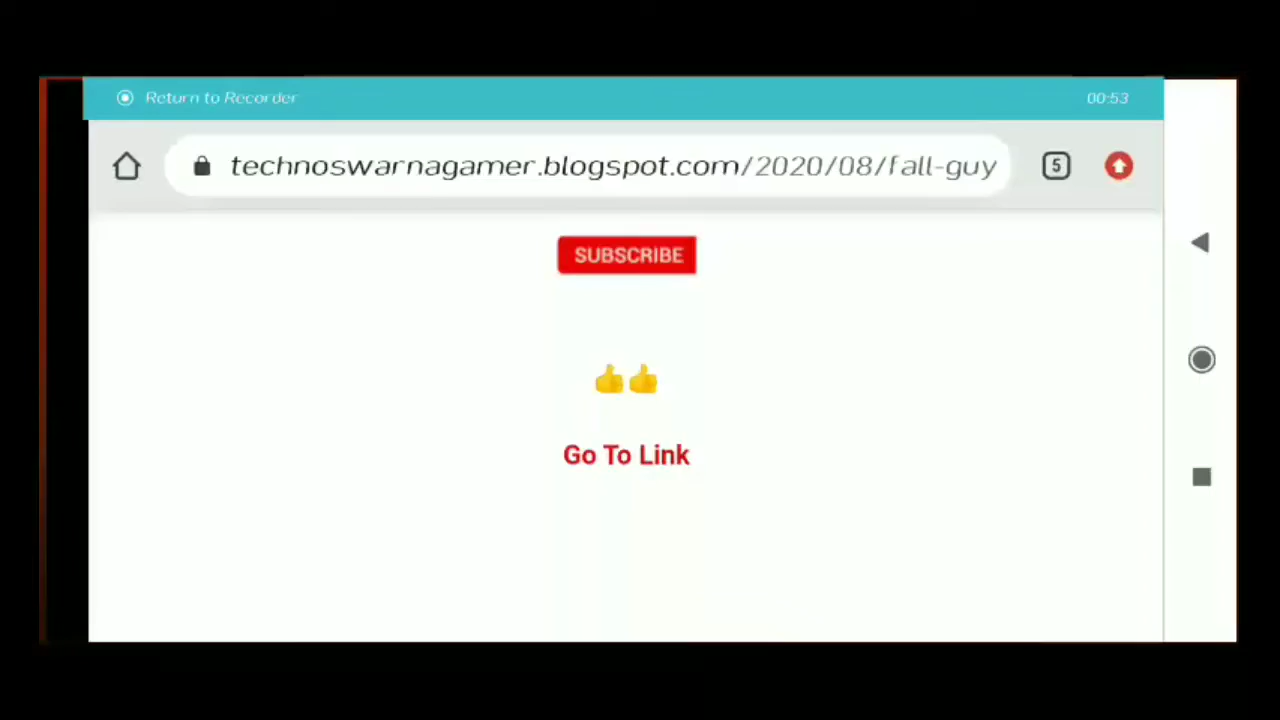 Return to Recorder 00:53
technoswarnagamer.blogspot.com/2020/08/fall-guy 5
SUBSCRIBE
👍👍
Go To Link